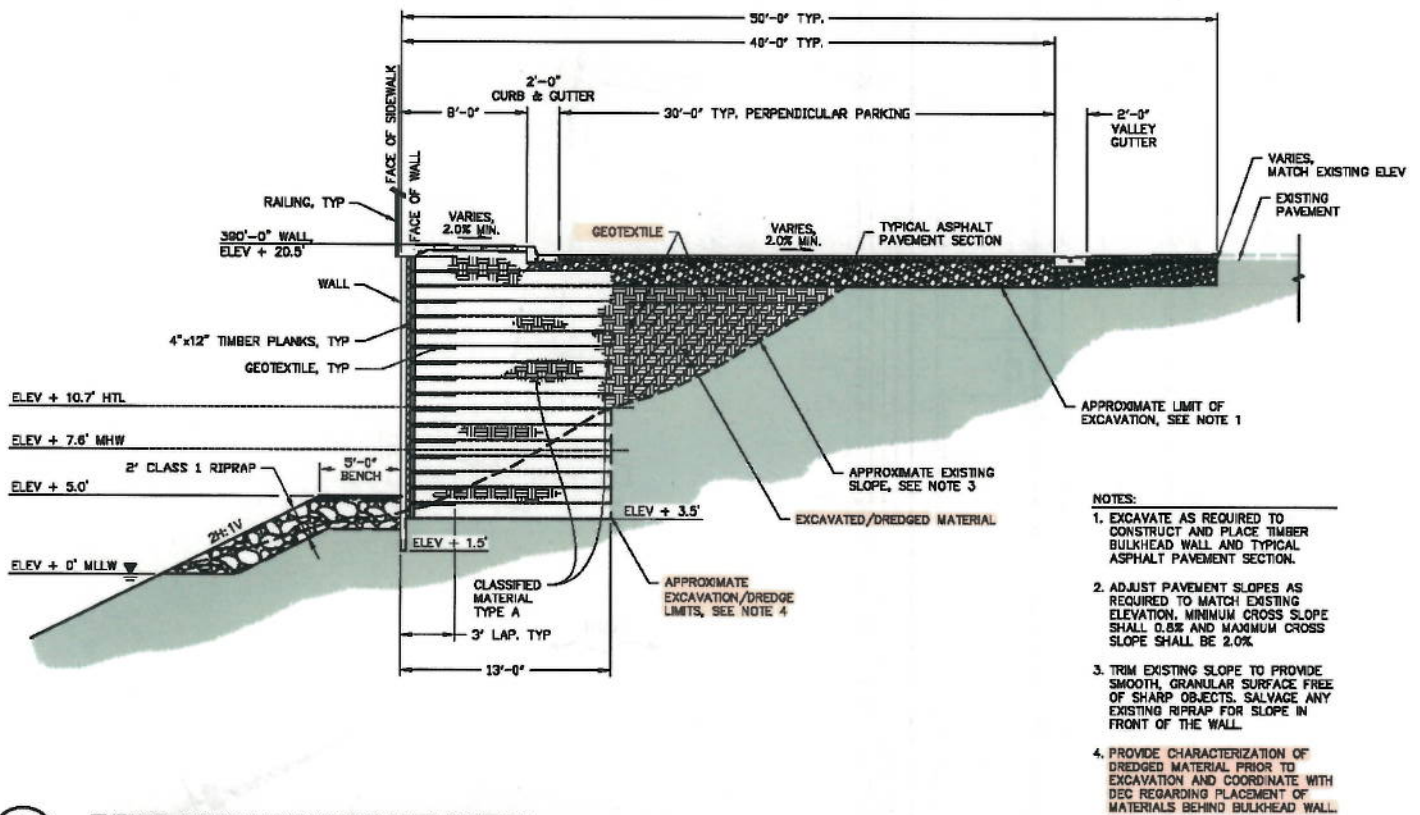 50'-0" TYP.
40'-0" TYP.
2'-0"
CURB & GUTTER
8'-0"
30'-0" TYP. PERPENDICULAR PARKING
2'-0"
VALLEY
GUTTER
FACE OF SIDEWALK
FACE OF WALL
VARIES,
MATCH EXISTING ELEV
EXISTING
PAVEMENT
RAILING, TYP
VARIES,
2.0% MIN.
GEOTEXTILE
VARIES,
2.0% MIN.
TYPICAL ASPHALT
PAVEMENT SECTION
390'-0" WALL,
ELEV + 20.5'
WALL
4"x12" TIMBER PLANKS, TYP
GEOTEXTILE, TYP
ELEV + 10.7' HTL
APPROXIMATE LIMIT OF
EXCAVATION, SEE NOTE 1
ELEV + 7.6' MHW
2' CLASS 1 RIPRAP
5'-0"
BENCH
APPROXIMATE EXISTING
SLOPE, SEE NOTE 3
ELEV + 5.0'
2H:1V
ELEV + 3.5'
EXCAVATED/DREDGED MATERIAL
ELEV + 1.5'
ELEV + 0' MLLW
CLASSIFIED
MATERIAL
TYPE A
APPROXIMATE
EXCAVATION/DREDGE
LIMITS, SEE NOTE 4
3' LAP, TYP
13'-0"
NOTES:
1. EXCAVATE AS REQUIRED TO
CONSTRUCT AND PLACE TIMBER
BULKHEAD WALL AND TYPICAL
ASPHALT PAVEMENT SECTION.
2. ADJUST PAVEMENT SLOPES AS
REQUIRED TO MATCH EXISTING
ELEVATION. MINIMUM CROSS SLOPE
SHALL 0.8% AND MAXIMUM CROSS
SLOPE SHALL BE 2.0%
3. TRIM EXISTING SLOPE TO PROVIDE
SMOOTH, GRANULAR SURFACE FREE
OF SHARP OBJECTS. SALVAGE ANY
EXISTING RIPRAP FOR SLOPE IN
FRONT OF THE WALL.
4. PROVIDE CHARACTERIZATION OF
DREDGED MATERIAL PRIOR TO
EXCAVATION AND COORDINATE WITH
DEC REGARDING PLACEMENT OF
MATERIALS BEHIND BULKHEAD WALL.